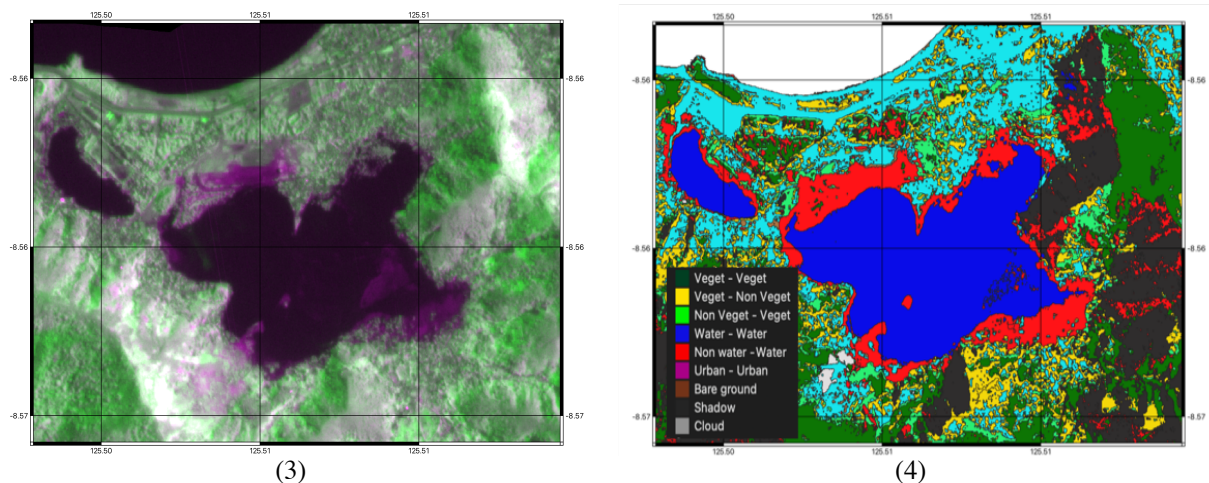 125.50 125.51 125.51
125.50 125.51 125.51
-8.56 -8.56
-8.56 -8.56
-8.56 -8.56
-8.56 -8.56
Veget - Veget
Veget - Non Veget
Non Veget - Veget
Water - Water
Non water -Water
Urban - Urban
Bare ground
Shadow
Cloud
-8.57 -8.57
-8.57 -8.57
125.50 125.51 125.51
125.50 125.51 125.51
(3)
(4)